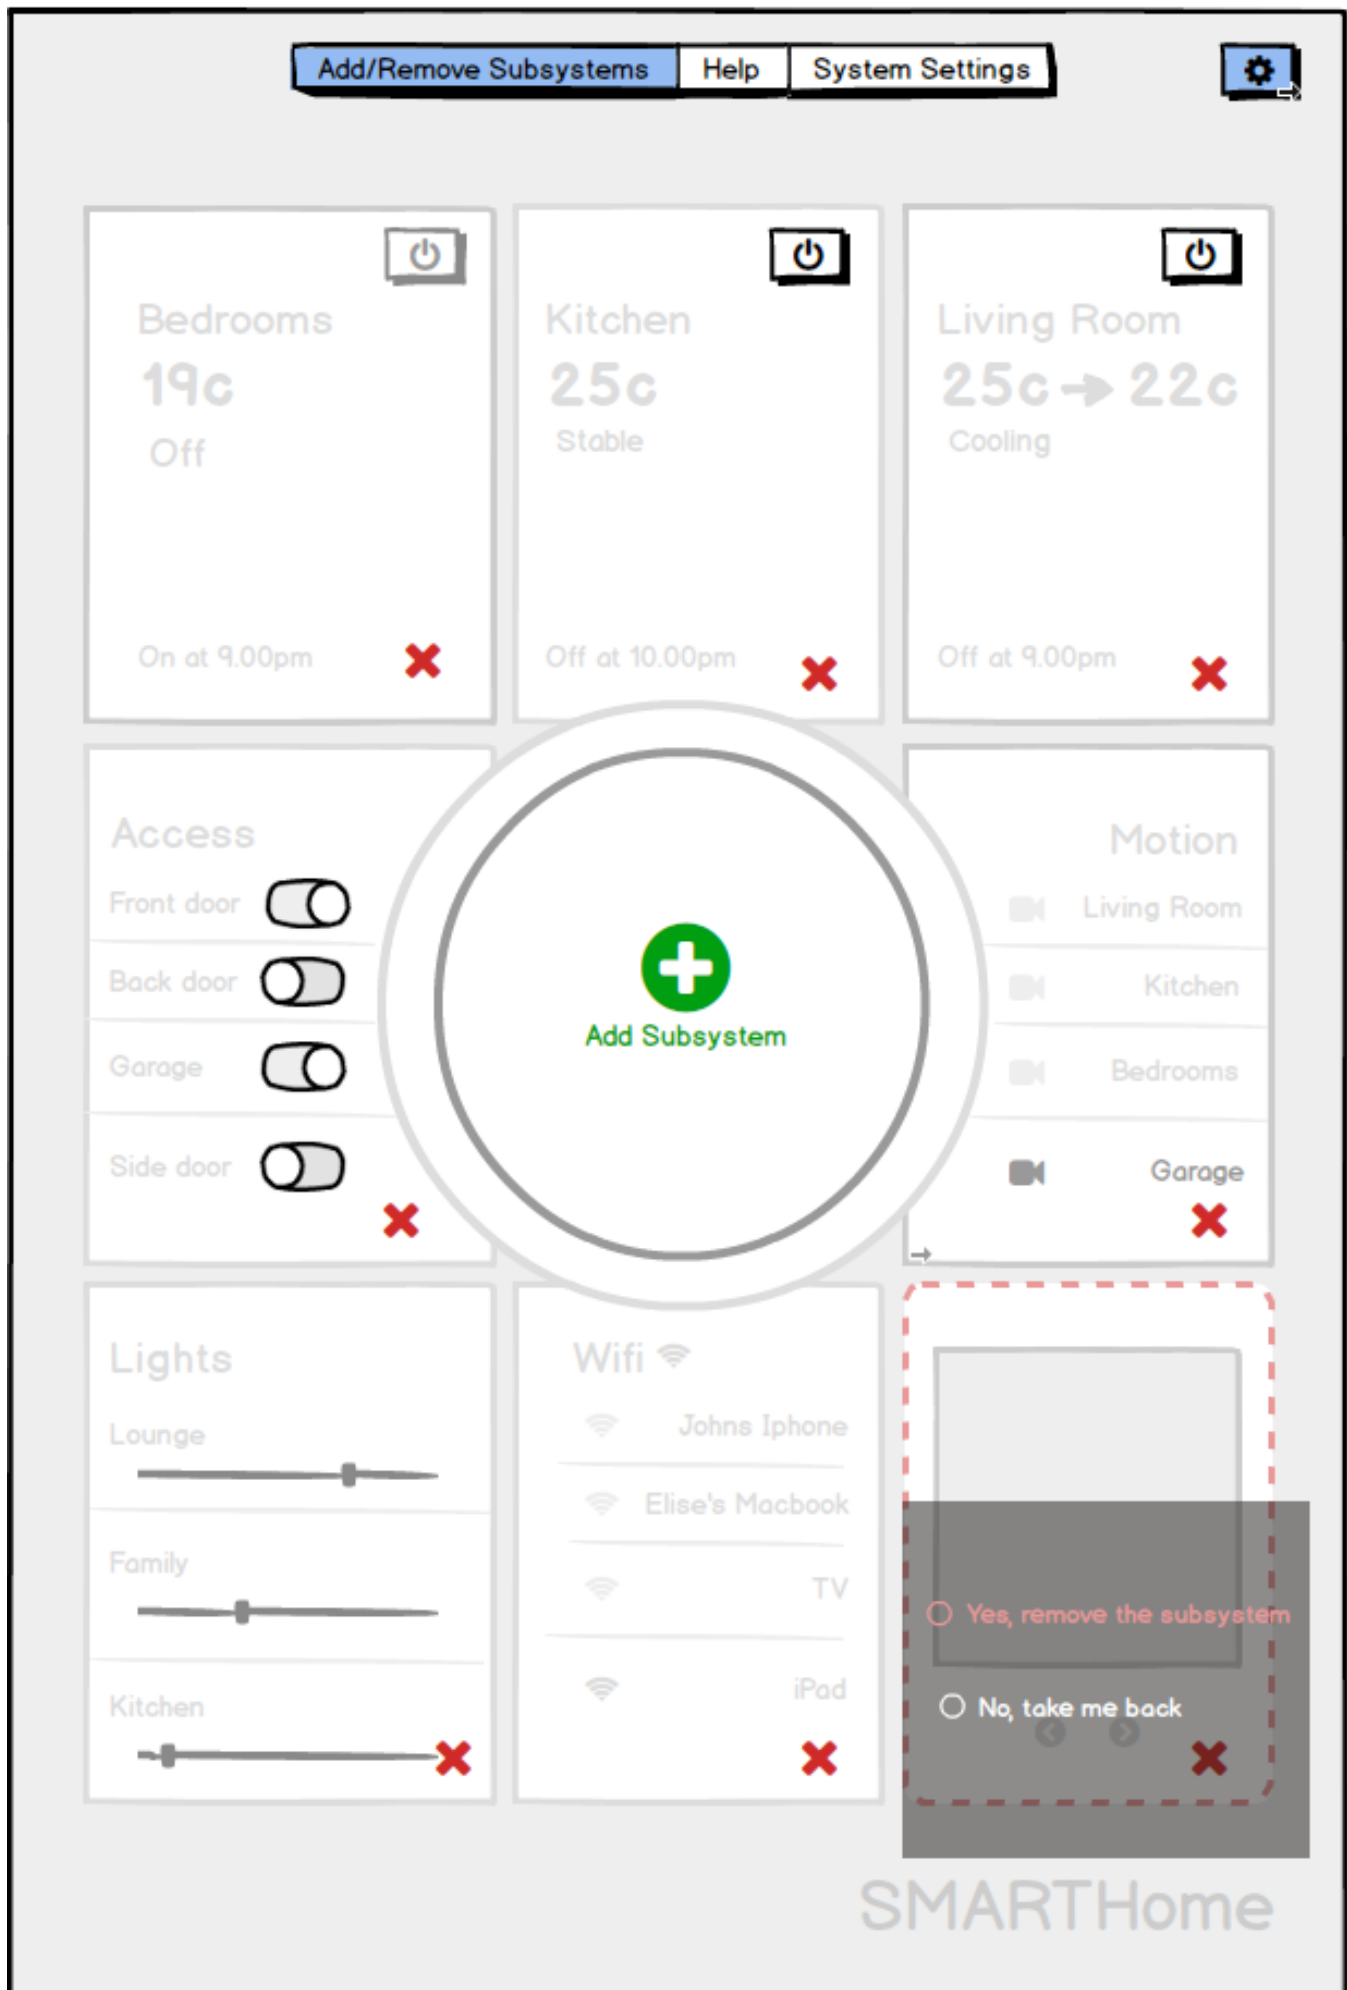 Add/Remove Subsystems Help System Settings
Bedrooms
19c
Off
On at 9.00pm
Kitchen
25c
Stable
Off at 10.00pm
Living Room
25c 22c
Cooling
Off at 9.00pm
Access
Front door
Back door
Garage
Side door
Add Subsystem
Motion
Living Room
Kitchen
Bedrooms
Garage
Lights
Lounge
Family
Kitchen
Wifi
Johns Iphone
Elise's Macbook
TV
iPad
Yes, remove the subsystem
No, take me back
SMARTHome